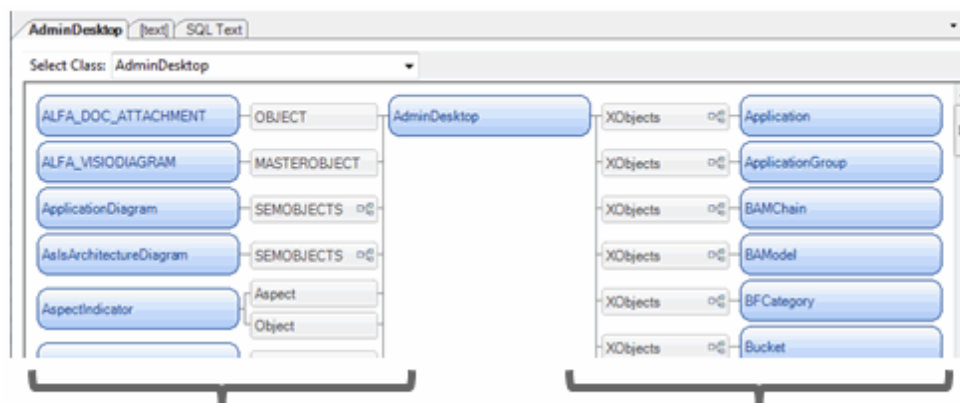 AdminDesktop [text] SQL Text
Select Class: AdminDesktop
ALFA_DOC_ATTACHMENT OBJECT AdminDesktop XObjects Application
ALFA_VISIODIAGRAM MASTEROBJECT XObjects ApplicationGroup
ApplicationDiagram SEMOBJECTS XObjects BAMChain
AsIsArchitectureDiagram SEMOBJECTS XObjects BAModel
AspectIndicator Aspect XObjects BFCategory
Object
XObjects Bucket